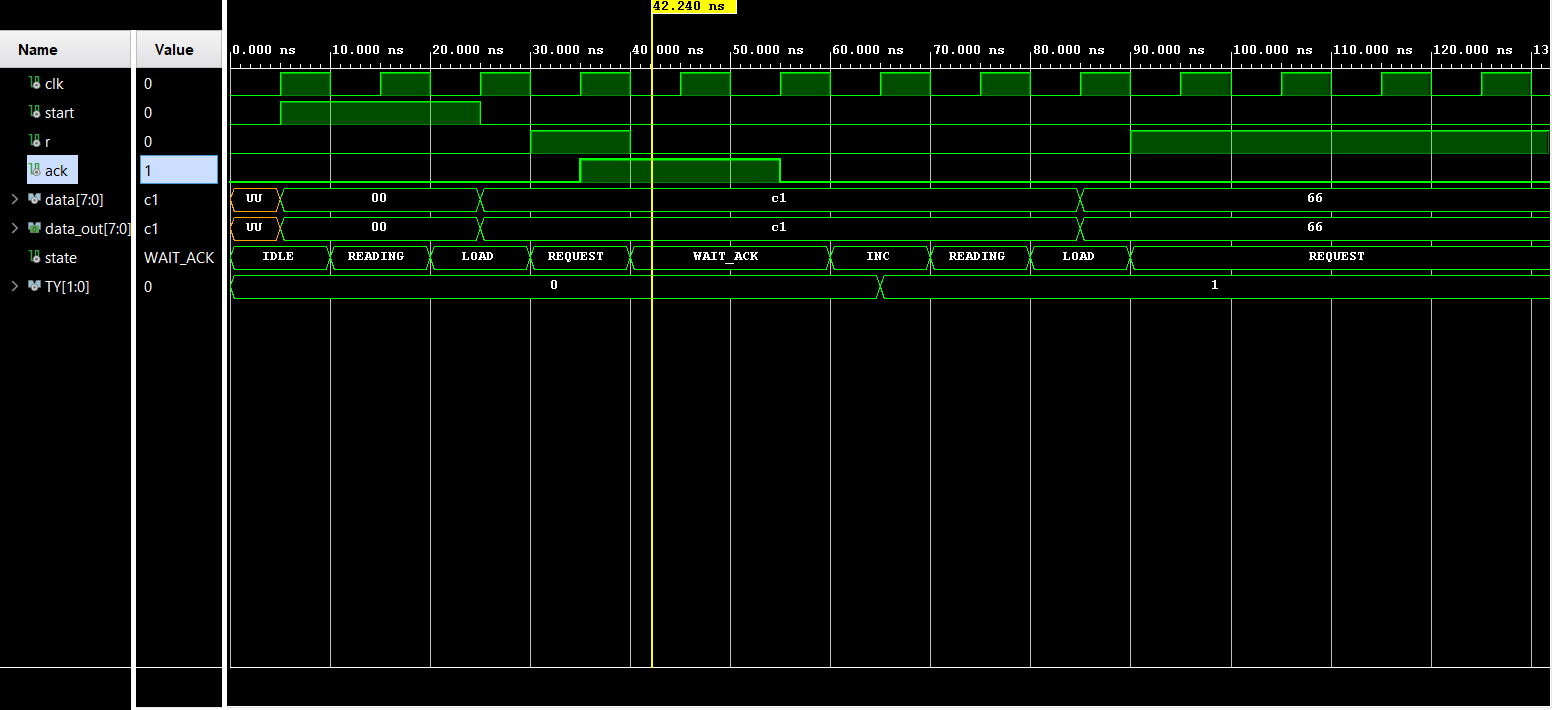 42.240 ns
Name Value
0.000 ns 10.000 ns 20.000 ns 30.000 ns 40.000 ns 50.000 ns 60.000 ns 70.000 ns 80.000 ns 90.000 ns 100.000 ns 110.000 ns 120.000 ns 13
clk 0
start 0
r 0
ack 1
data[7:0] c1 UU 00 c1 66
data_out[7:0] c1 UU 00 c1 66
state WAIT_ACK IDLE READING LOAD REQUEST WAIT_ACK INC READING LOAD REQUEST
TY[1:0] 0 0 1